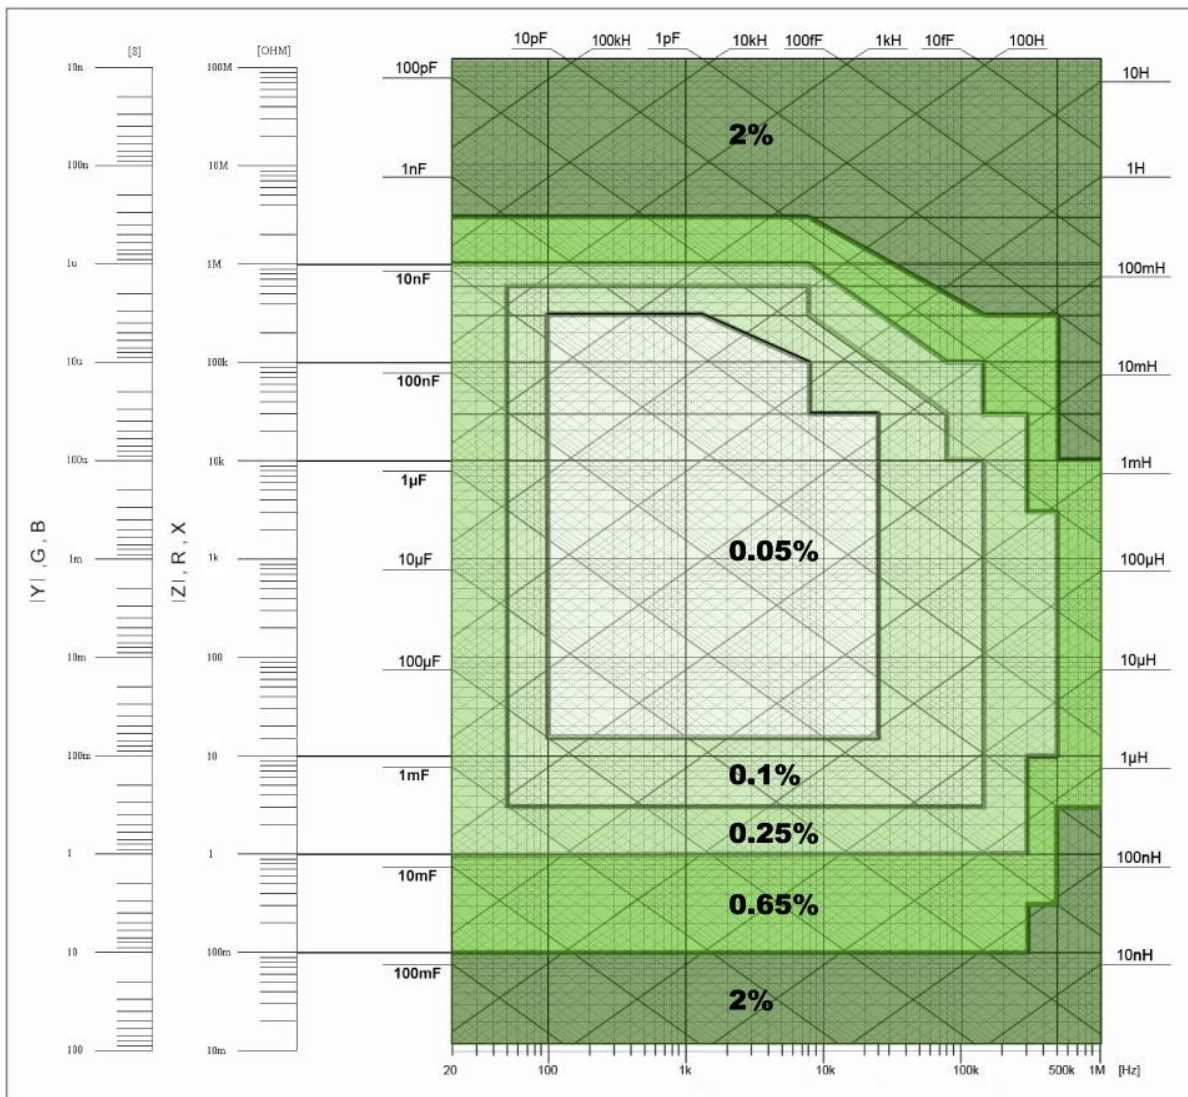 10pF 100kH 1pF 10kH 100fF 1kH 10fF 100H
[S] [OHM]
10n 100M 100pF 10H
2%
100n 10M 1nF 1H
1u 1M 10nF 100mH
10u 100k 100nF 10mH
100u 10k 1µF 1mH
|Y| ,G , B
|Z|, R , X
0.05%
1m 1k 10µF 100µH
10m 100 100µF 10µH
100m 10 1mF 1µH
0.1%
0.25%
1 1 10mF 100nH
0.65%
10 100m 100mF 10nH
2%
100 10m
20 100 1k 10k 100k 500k 1M [Hz]